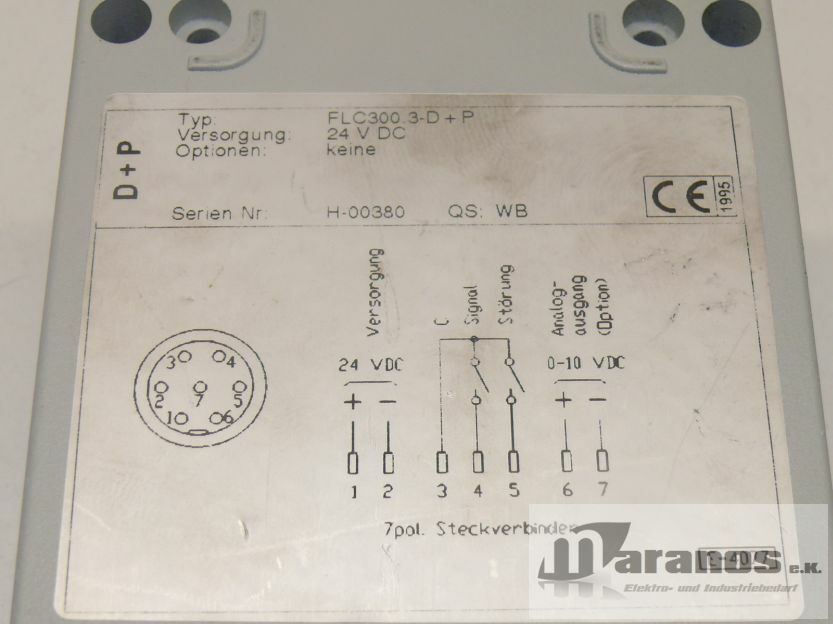 D+P
Typ: FLC300.3-D+P
Versorgung: 24 V DC
Optionen: keine
Serien Nr: H-00380 QS: WB
CE 1995
Versorgung
C
Signal
Störung
Analog-
ausgang
(Option)
24 VDC
0-10 VDC
+ - + -
3 4
2 7 5
1 6
1 2 3 4 5 6 7
7pol. Steckverbinder
maranos e.K.
Elektro- und Industriebedarf